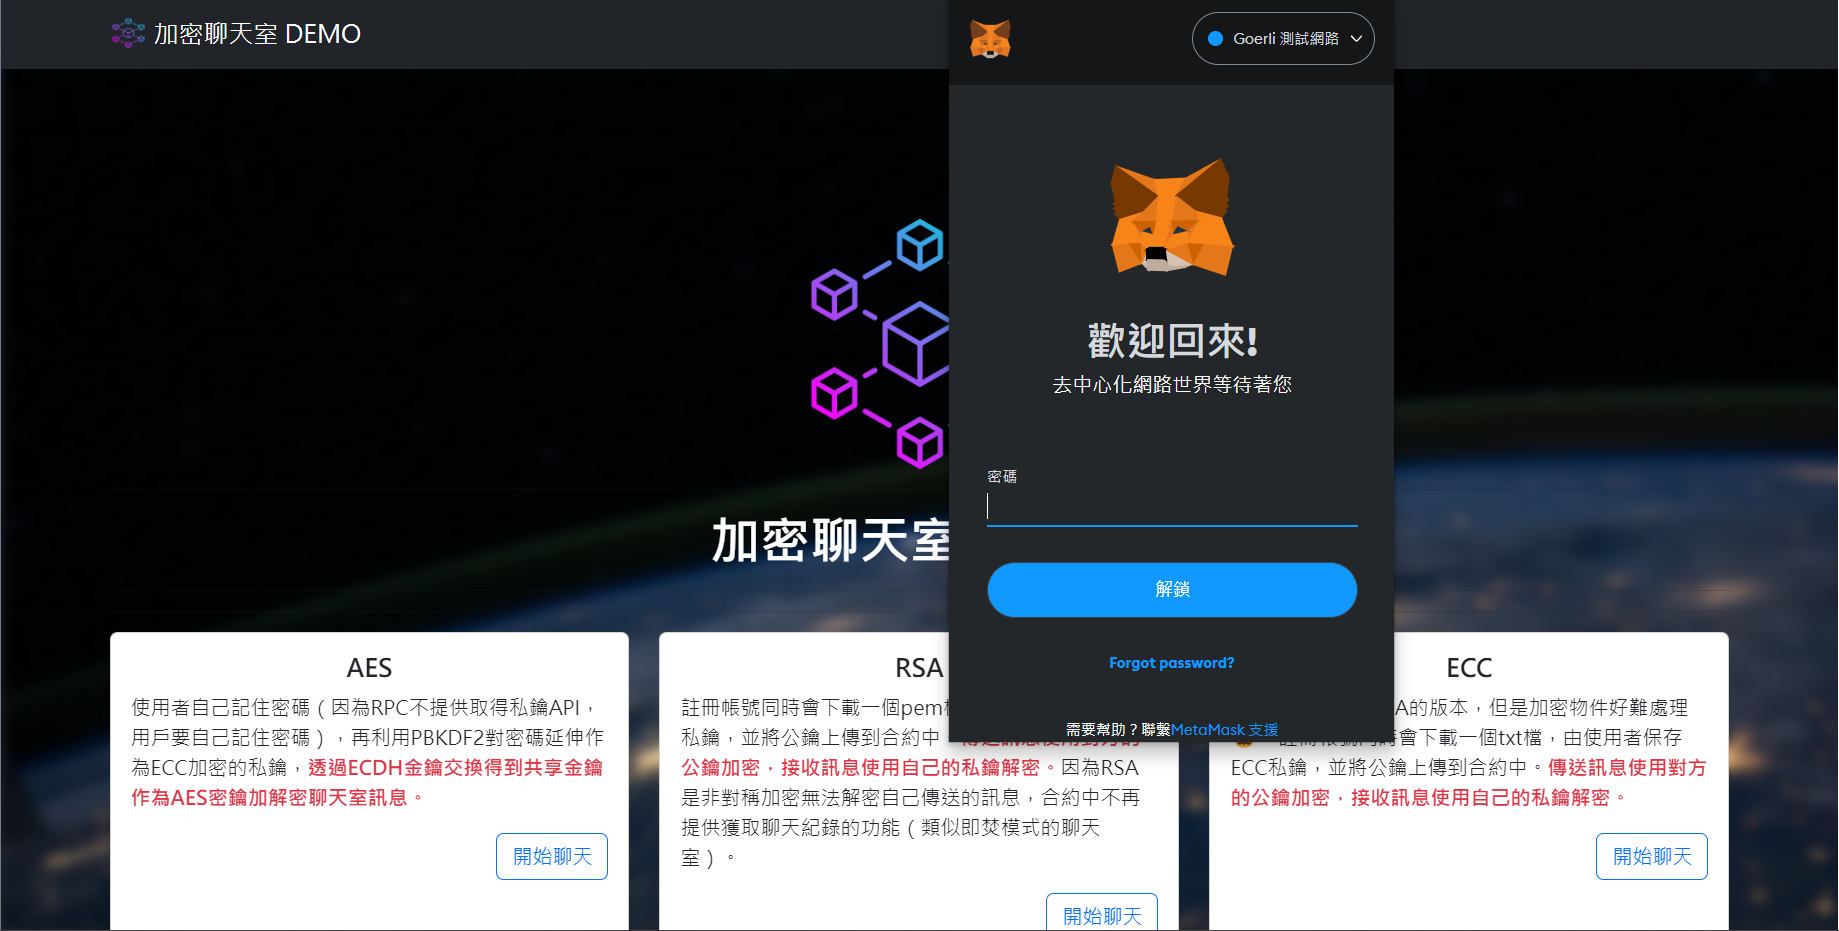 加密聊天室 DEMO
Goerli 測試網路
歡迎回來!
去中心化網路世界等待著您
密碼
解鎖
Forgot password?
需要幫助？聯繫MetaMask 支援
加密聊天室
AES
使用者自己記住密碼（因為RPC不提供取得私鑰API，
用戶要自己記住密碼），再利用PBKDF2對密碼延伸作
為ECC加密的私鑰，透過ECDH金鑰交換得到共享金鑰
作為AES密鑰加解密聊天室訊息。
開始聊天
RSA
註冊帳號同時會下載一個pem
私鑰，並將公鑰上傳到合約中。傳送訊息使用對方的
公鑰加密，接收訊息使用自己的私鑰解密。因為RSA
是非對稱加密無法解密自己傳送的訊息，合約中不再
提供獲取聊天紀錄的功能（類似即焚模式的聊天
室）。
開始聊天
ECC
A的版本，但是加密物件好難處理
註冊帳號同時會下載一個txt檔，由使用者保存
ECC私鑰，並將公鑰上傳到合約中。傳送訊息使用對方
的公鑰加密，接收訊息使用自己的私鑰解密。
開始聊天